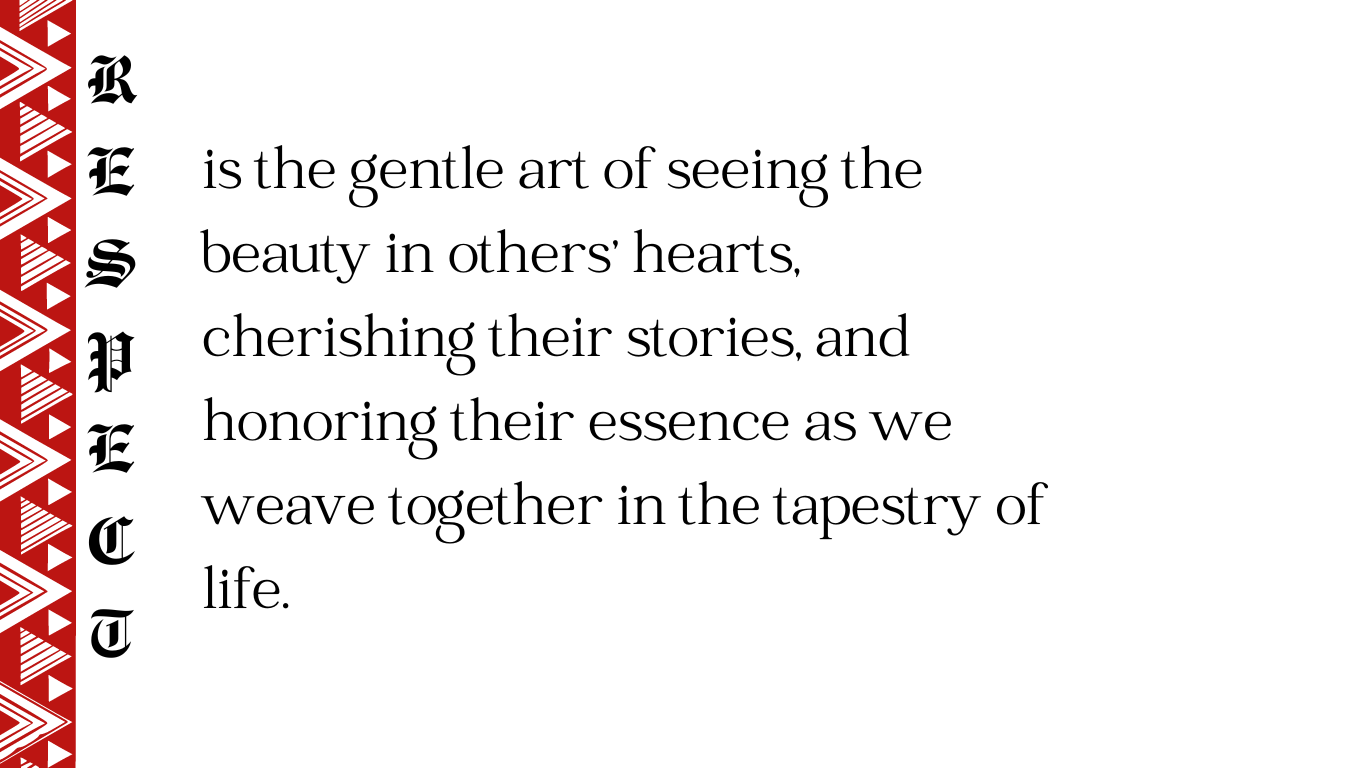 R
E
S
P
E
C
T
is the gentle art of seeing the
beauty in others’ hearts,
cherishing their stories, and
honoring their essence as we
weave together in the tapestry of
life.